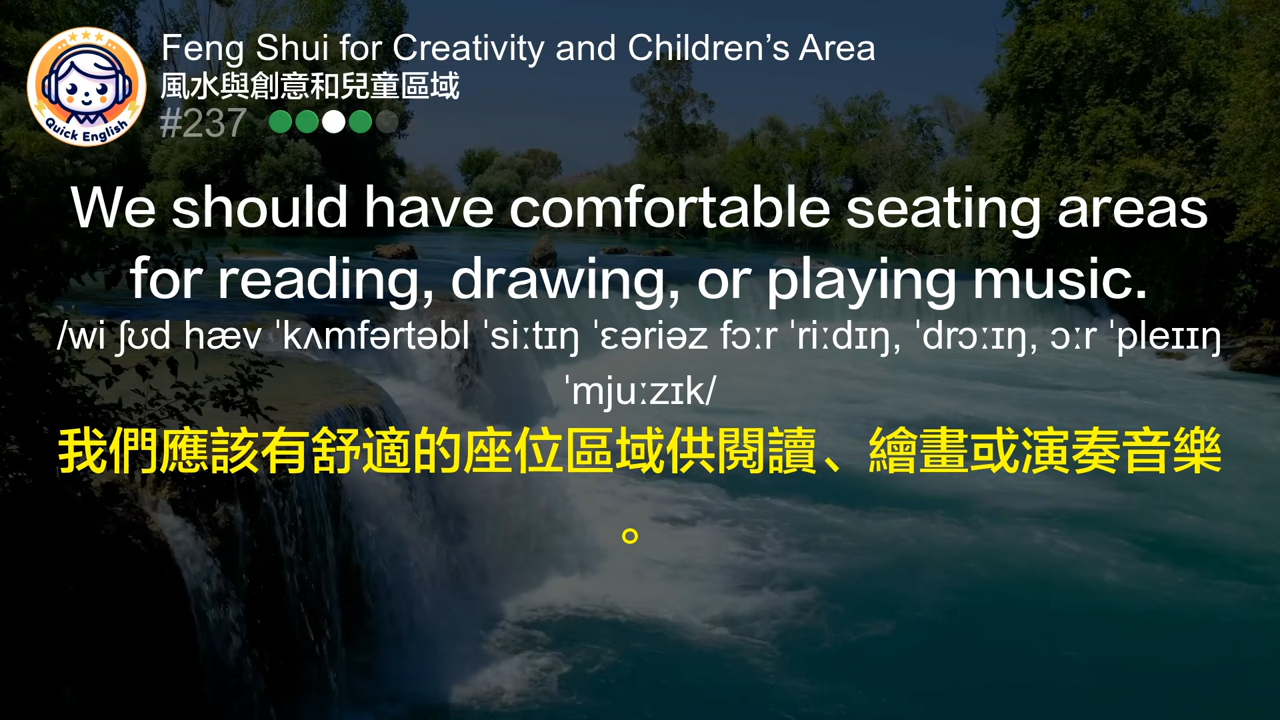 Quick English
Feng Shui for Creativity and Children’s Area
風水與創意和兒童區域
#237
We should have comfortable seating areas
for reading, drawing, or playing music.
/wi ʃʊd hæv ˈkʌmfərtəbl ˈsiːtɪŋ ˈɛəriəz fɔːr ˈriːdɪŋ, ˈdrɔːɪŋ, ɔːr ˈpleɪɪŋ
ˈmjuːzɪk/
我們應該有舒適的座位區域供閱讀、繪畫或演奏音樂
。